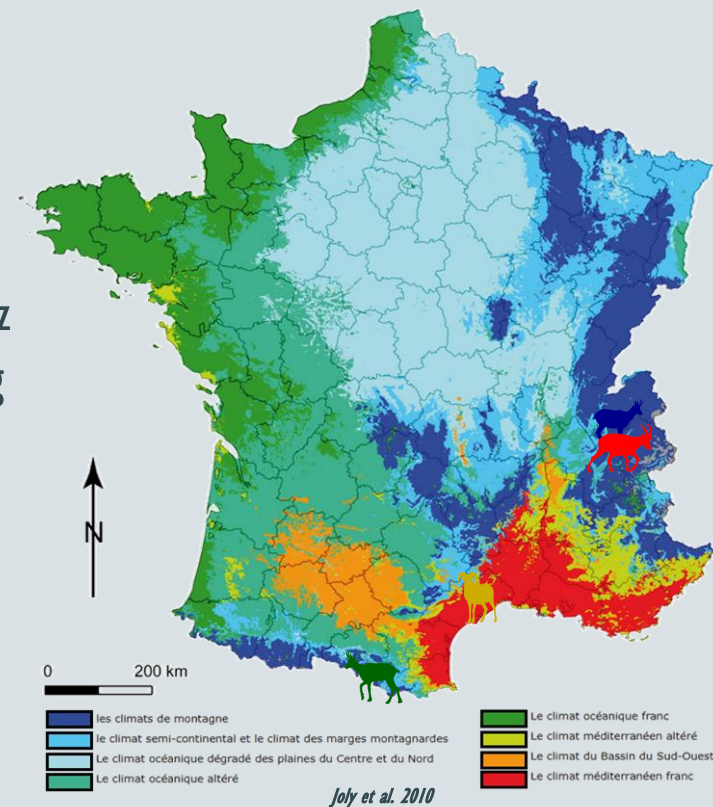 z
g
N
0 200 km
les climats de montagne
le climat semi-continental et le climat des marges montagnardes
Le climat océanique dégradé des plaines du Centre et du Nord
Le climat océanique altéré
Le climat océanique franc
Le climat méditerranéen altéré
Le climat du Bassin du Sud-Ouest
Le climat méditerranéen franc
Joly et al. 2010